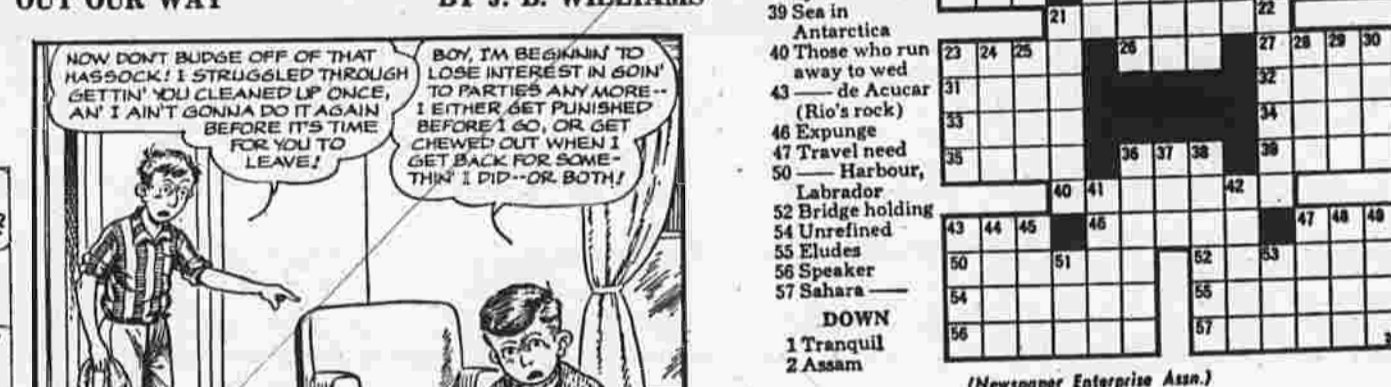 OUT OUR WAY
BY J. R. WILLIAMS
NOW DON'T BUDGE OFF OF THAT
HASSOCK! I STRUGGLED THROUGH
GETTIN' YOU CLEANED UP ONCE,
AN' I AIN'T GONNA DO IT AGAIN
BEFORE IT'S TIME
FOR YOU TO
LEAVE!
BOY, I'M BEGINNIN' TO
LOSE INTEREST IN GOIN'
TO PARTIES ANY MORE--
I EITHER GET PUNISHED
BEFORE I GO, OR GET
CHEWED OUT WHEN I
GET BACK FOR SOME-
THIN' I DID--OR BOTH!
39 Sea in
Antarctica
40 Those who run
away to wed
43 —— de Acucar
(Rio's rock)
46 Expunge
47 Travel need
50 —— Harbour,
Labrador
52 Bridge holding
54 Unrefined
55 Eludes
56 Speaker
57 Sahara ——
DOWN
1 Tranquil
2 Assam
21 22
23 24 25 26 27 28 29 30
31 32
33 34
35 36 37 38 39
40 41 42
43 44 45 46 47 48 49
50 51 52 53
54 55
56 57
(Newspaper Enterprise Assn.)